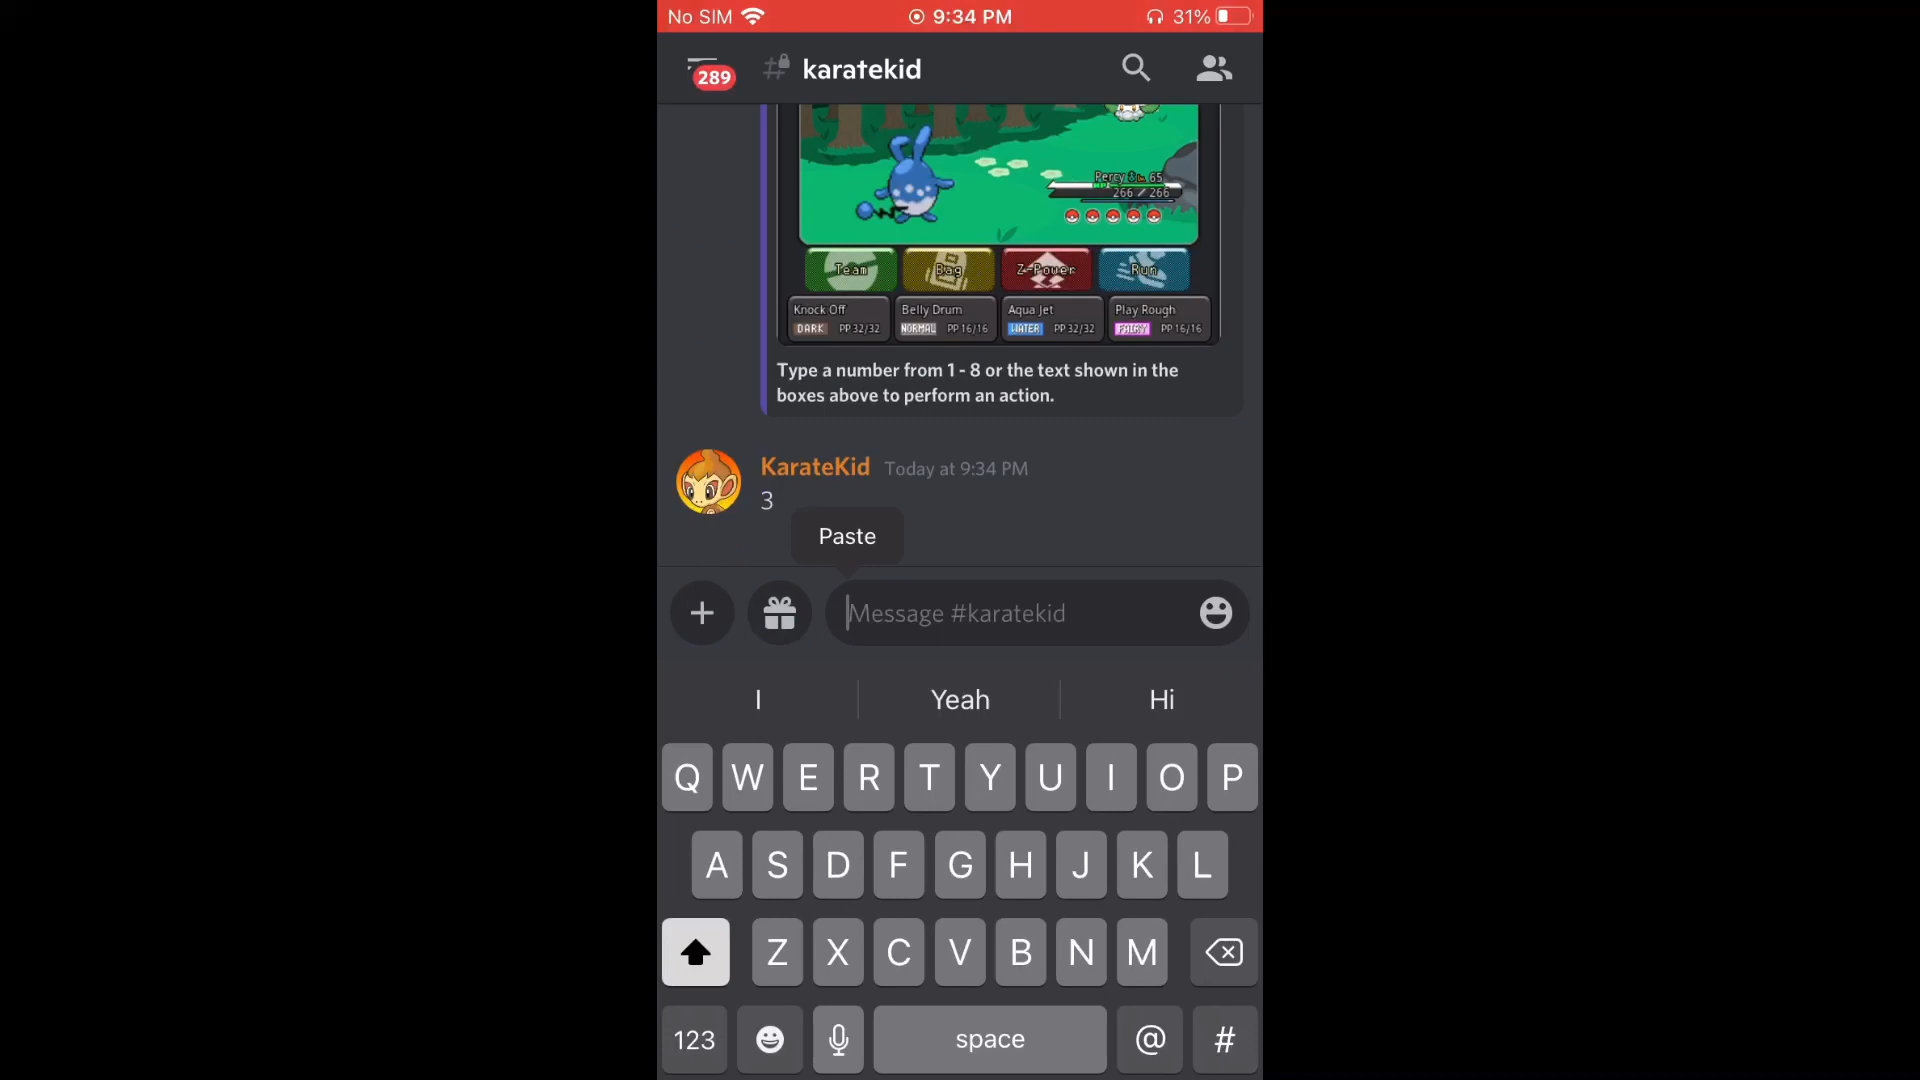 No SIM 9:34 PM 31%
289 karatekid
Percy Lv. 65
HP
266 / 266
Team Bag Z-Power Run
Knock Off Belly Drum Aqua Jet Play Rough
DARK PP 32/32 NORMAL PP 16/16 WATER PP 32/32 FAIRY PP 16/16
Type a number from 1 - 8 or the text shown in the
boxes above to perform an action.
KarateKid Today at 9:34 PM
3
Paste
Message #karatekid
I Yeah Hi
Q W E R T Y U I O P
A S D F G H J K L
Z X C V B N M
123 space @ #